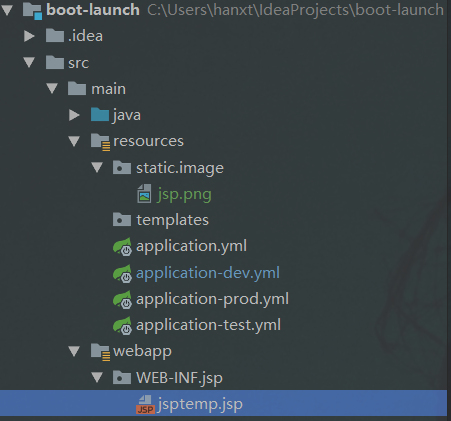 boot-launch C:\Users\hanxt\IdeaProjects\boot-launch
.idea
src
main
java
resources
static.image
jsp.png
templates
application.yml
application-dev.yml
application-prod.yml
application-test.yml
webapp
WEB-INF.jsp
JSP jsptemp.jsp